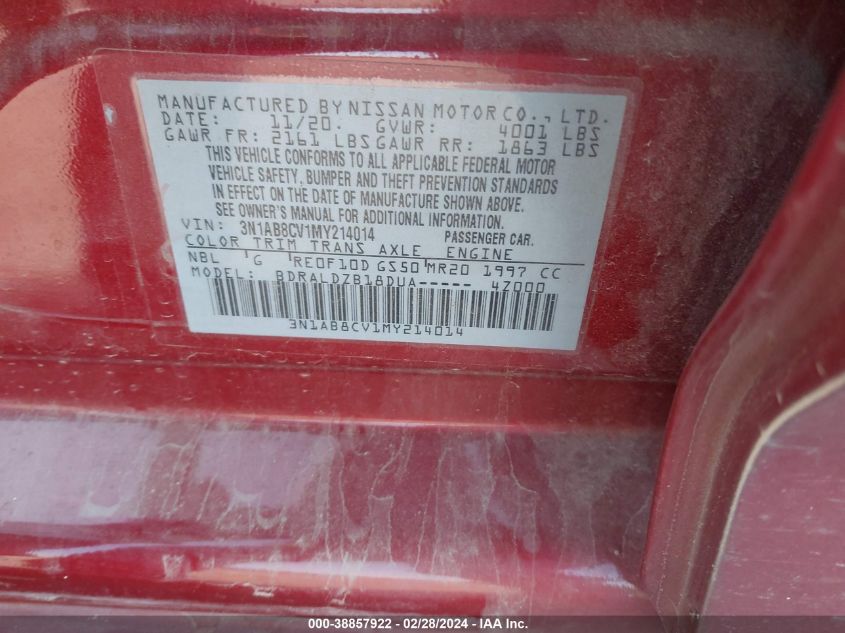 MANUFACTURED BY NISSAN MOTOR CO., LTD.
DATE: 11/20. GVWR: 4001 LBS
GAWR FR: 2161 LBS GAWR RR: 1863 LBS
THIS VEHICLE CONFORMS TO ALL APPLICABLE FEDERAL MOTOR
VEHICLE SAFETY, BUMPER AND THEFT PREVENTION STANDARDS
IN EFFECT ON THE DATE OF MANUFACTURE SHOWN ABOVE.
SEE OWNER'S MANUAL FOR ADDITIONAL INFORMATION.
VIN: 3N1AB8CV1MY214014 PASSENGER CAR.
COLOR TRIM TRANS AXLE ENGINE
NBL G RE0F10D GS50 MR20 1997 CC
MODEL: BDRALDZB18DUA----- 47000
3N1AB8CV1MY214014
000-38857922 - 02/28/2024 - IAAI Inc.